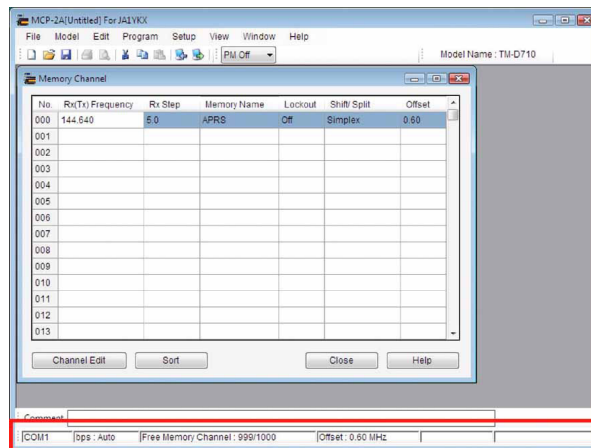 MCP-2A[Untitled] For JA1YKX
File Model Edit Program Setup View Window Help
PM Off Model Name : TM-D710
Memory Channel
No. Rx(Tx) Frequency Rx Step Memory Name Lockout Shift/ Split Offset
000 144.640 5.0 APRS Off Simplex 0.60
001
002
003
004
005
006
007
008
009
010
011
012
013
Channel Edit Sort Close Help
Comment
COM1 bps : Auto Free Memory Channel : 999/1000 Offset : 0.60 MHz